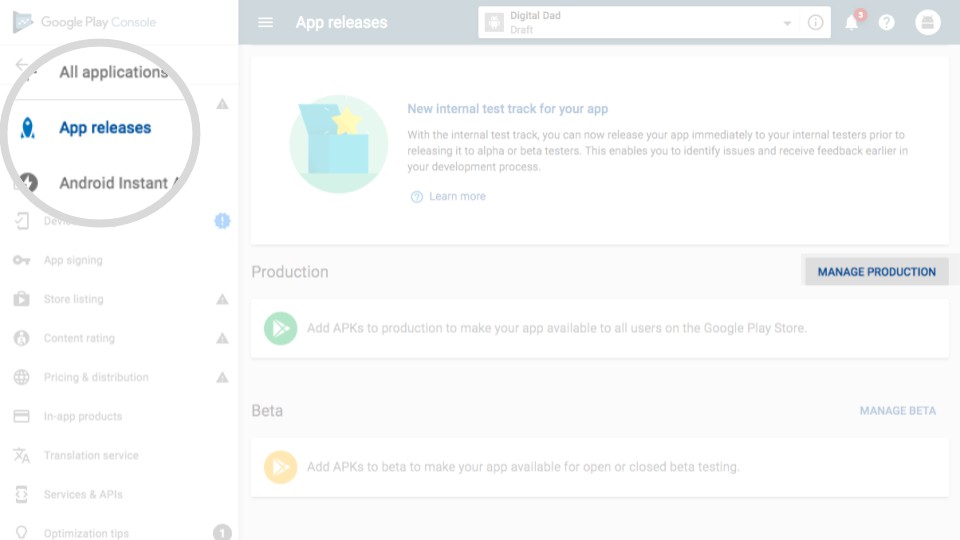 Google Play Console
App releases
Digital Dad
Draft
3
All applications
App releases
Android Instant
App signing
Store listing
Content rating
Pricing & distribution
In-app products
Translation service
Services & APIs
Optimization tips
1
New internal test track for your app
With the internal test track, you can now release your app immediately to your internal testers prior to
releasing it to alpha or beta testers. This enables you to identify issues and receive feedback earlier in
your development process.
Learn more
Production
MANAGE PRODUCTION
Add APKs to production to make your app available to all users on the Google Play Store.
Beta
MANAGE BETA
Add APKs to beta to make your app available for open or closed beta testing.